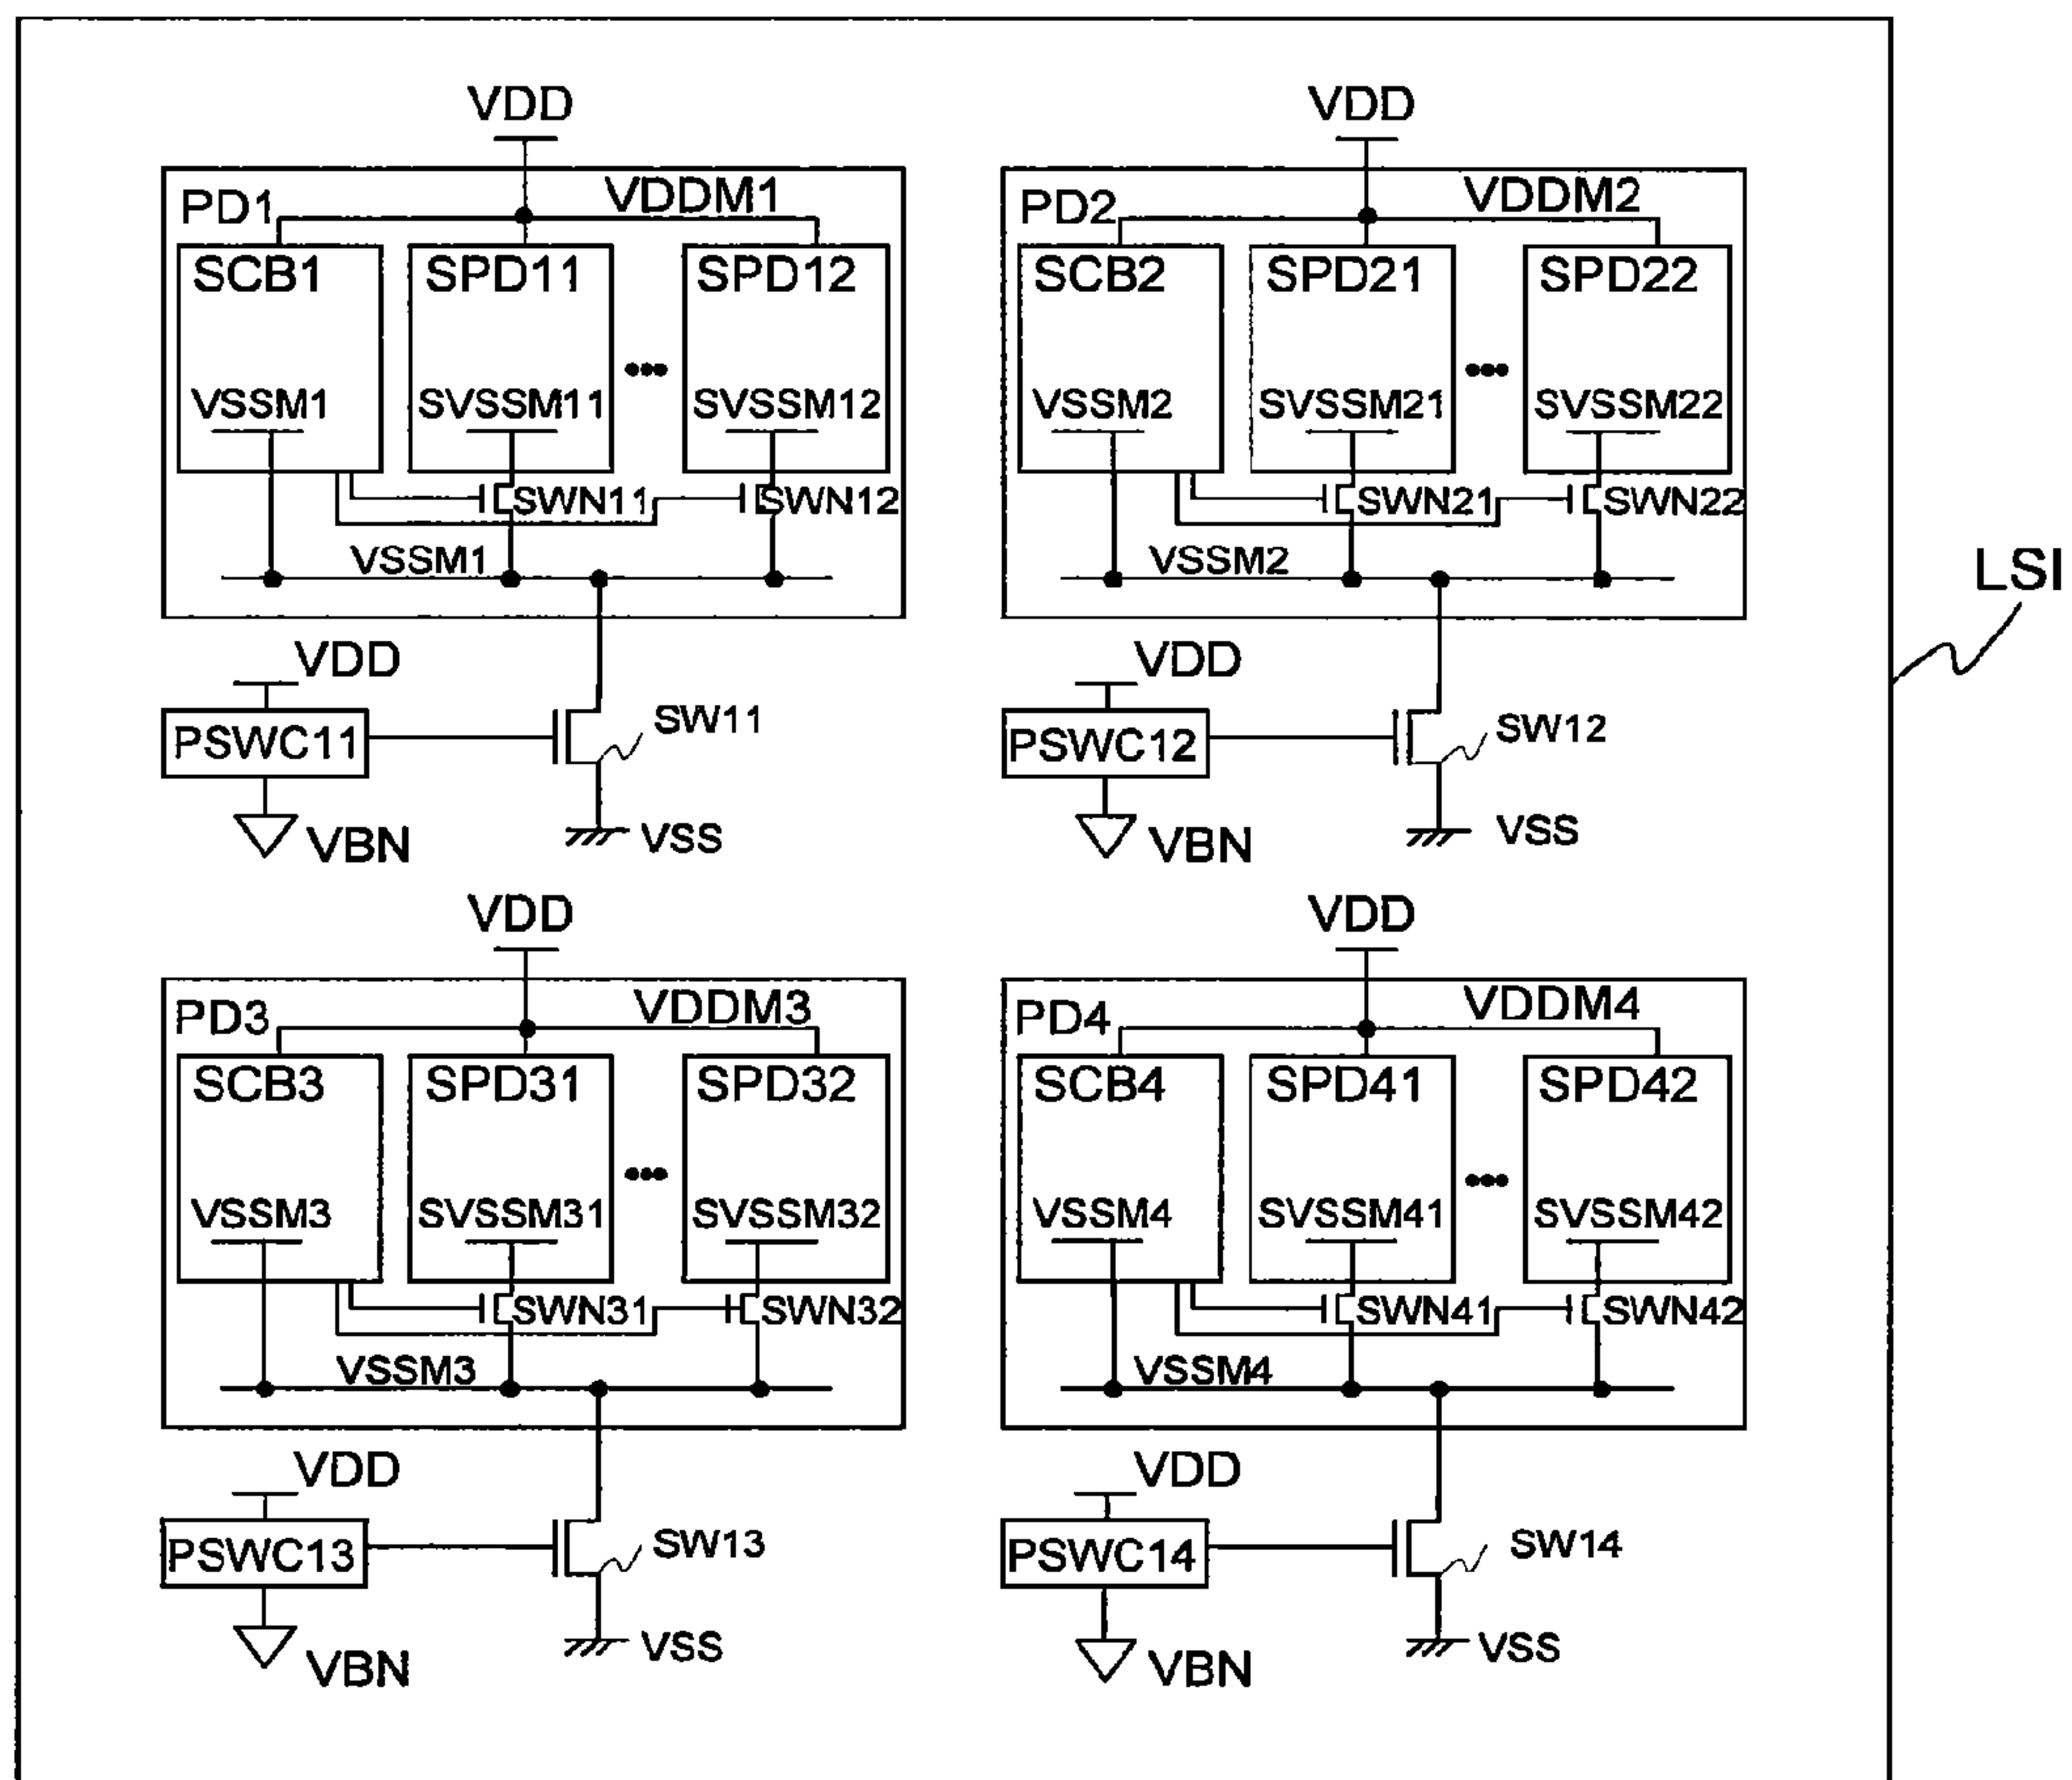 VDD VDD
PD1 VDDM1 PD2 VDDM2
SCB1 SPD11 SPD12 SCB2 SPD21 SPD22
VSSM1 SVSSM11 SVSSM12 VSSM2 SVSSM21 SVSSM22
SWN11 SWN12 SWN21 SWN22
VSSM1 VSSM2
LSI
VDD VDD
PSWC11 SW11 PSWC12 SW12
VBN VSS VBN VSS
VDD VDD
PD3 VDDM3 PD4 VDDM4
SCB3 SPD31 SPD32 SCB4 SPD41 SPD42
VSSM3 SVSSM31 SVSSM32 VSSM4 SVSSM41 SVSSM42
SWN31 SWN32 SWN41 SWN42
VSSM3 VSSM4
VDD VDD
PSWC13 SW13 PSWC14 SW14
VBN VSS VBN VSS